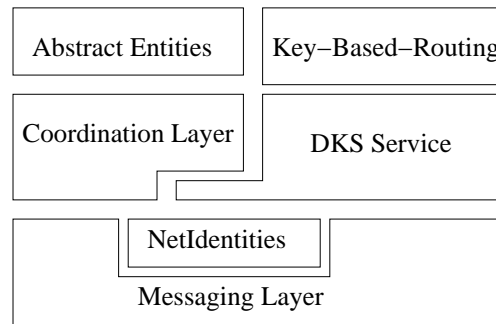 Abstract Entities
Key−Based−Routing
Coordination Layer
DKS Service
NetIdentities
Messaging Layer